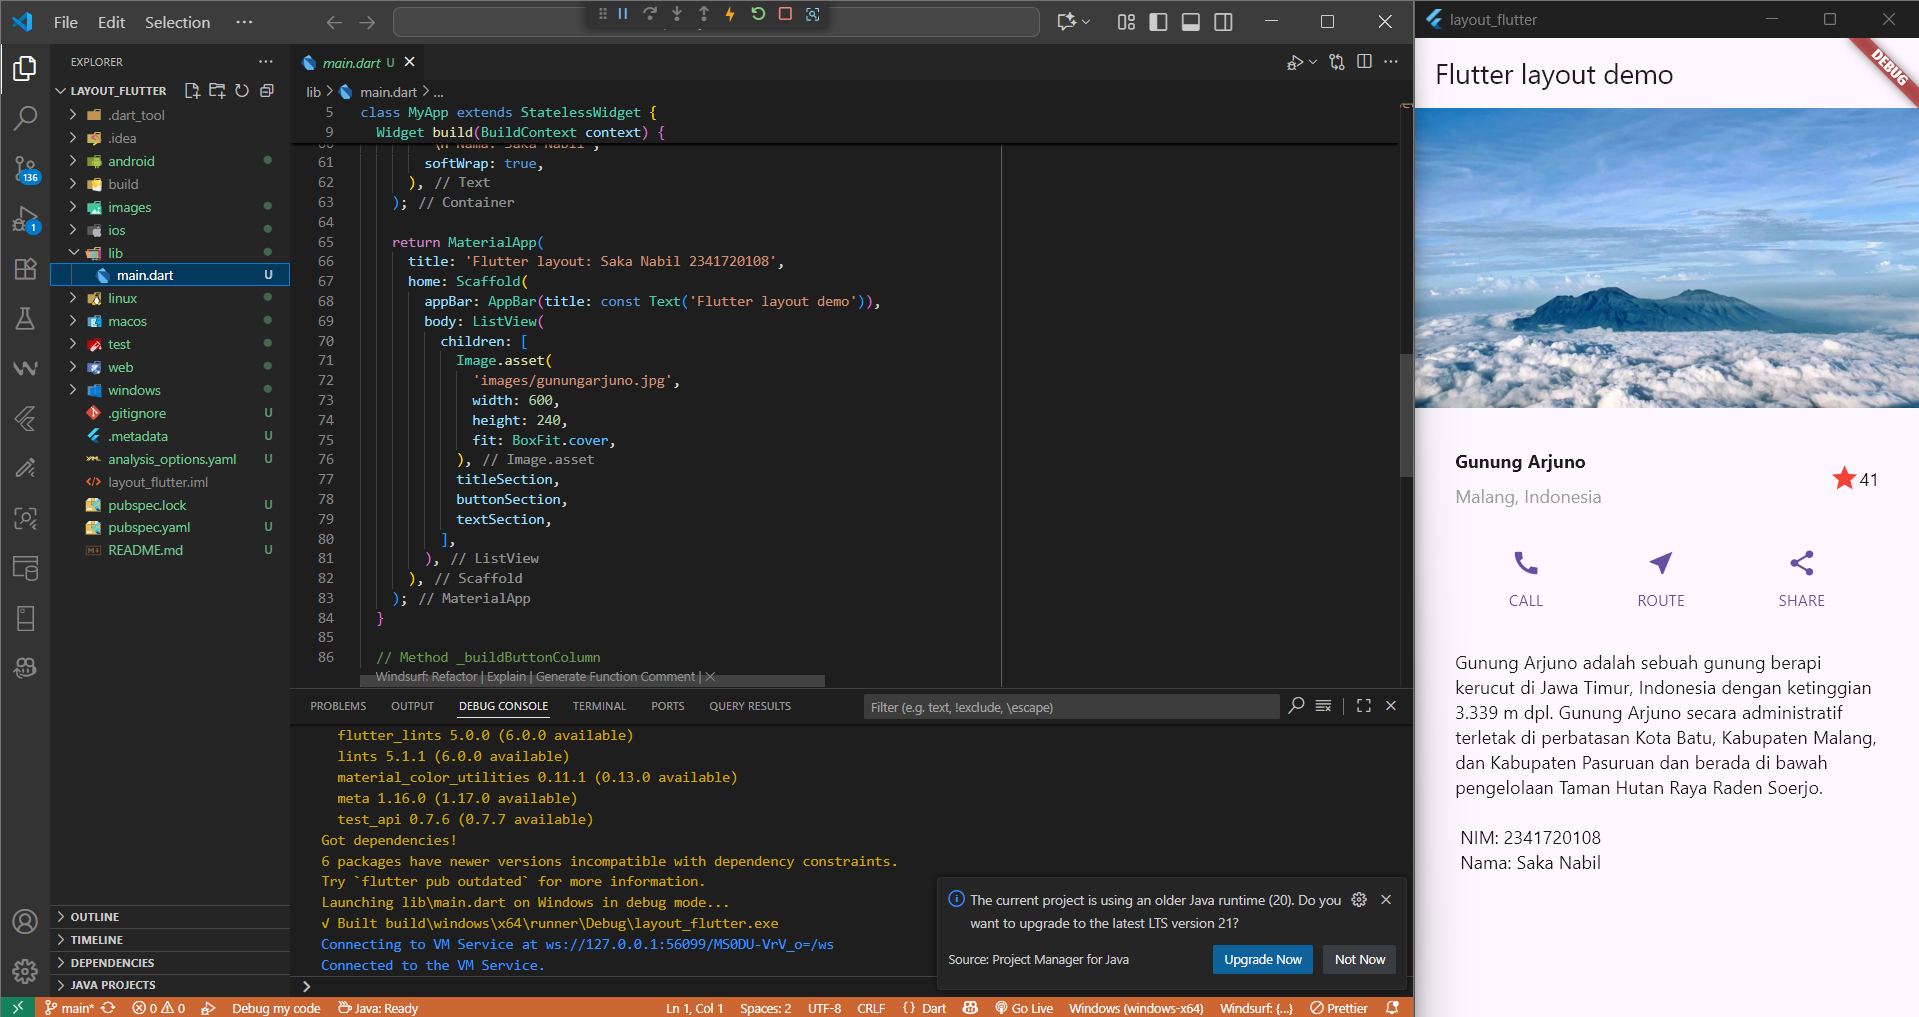 File Edit Selection ···
layout_flutter
EXPLORER ···
main.dart U
DEBUG
Flutter layout demo
LAYOUT_FLUTTER
lib > main.dart > ...
.dart_tool
.idea
android
build
images
ios
lib
main.dart U
linux
macos
test
web
windows
.gitignore U
.metadata U
analysis_options.yaml U
layout_flutter.iml
pubspec.lock U
pubspec.yaml U
README.md U
136
1
OUTLINE
TIMELINE
DEPENDENCIES
JAVA PROJECTS
5 class MyApp extends StatelessWidget {
9 Widget build(BuildContext context) {
61 softWrap: true,
62 ), // Text
63 ); // Container
64
65 return MaterialApp(
66 title: 'Flutter layout: Saka Nabil 2341720108',
67 home: Scaffold(
68 appBar: AppBar(title: const Text('Flutter layout demo')),
69 body: ListView(
70 children: [
71 Image.asset(
72 'images/gunungarjuno.jpg',
73 width: 600,
74 height: 240,
75 fit: BoxFit.cover,
76 ), // Image.asset
77 titleSection,
78 buttonSection,
79 textSection,
80 ],
81 ), // ListView
82 ), // Scaffold
83 ); // MaterialApp
84 }
85
86 // Method _buildButtonColumn
Windsurf: Refactor | Explain | Generate Function Comment | ×
PROBLEMS OUTPUT DEBUG CONSOLE TERMINAL PORTS QUERY RESULTS
Filter (e.g. text, !exclude, \escape)
flutter_lints 5.0.0 (6.0.0 available)
lints 5.1.1 (6.0.0 available)
material_color_utilities 0.11.1 (0.13.0 available)
meta 1.16.0 (1.17.0 available)
test_api 0.7.6 (0.7.7 available)
Got dependencies!
6 packages have newer versions incompatible with dependency constraints.
Try `flutter pub outdated` for more information.
Launching lib\main.dart on Windows in debug mode...
√ Built build\windows\x64\runner\Debug\layout_flutter.exe
Connecting to VM Service at ws://127.0.0.1:56099/MS0DU-VrV_o=/ws
Connected to the VM Service.
The current project is using an older Java runtime (20). Do you
want to upgrade to the latest LTS version 21?
Source: Project Manager for Java
Upgrade Now
Not Now
main* 0 0 Debug my code Java: Ready Ln 1, Col 1 Spaces: 2 UTF-8 CRLF {} Dart Go Live Windows (windows-x64) Windsurf: {...} Prettier
Gunung Arjuno
Malang, Indonesia
41
CALL
ROUTE
SHARE
Gunung Arjuno adalah sebuah gunung berapi
kerucut di Jawa Timur, Indonesia dengan ketinggian
3.339 m dpl. Gunung Arjuno secara administratif
terletak di perbatasan Kota Batu, Kabupaten Malang,
dan Kabupaten Pasuruan dan berada di bawah
pengelolaan Taman Hutan Raya Raden Soerjo.
NIM: 2341720108
Nama: Saka Nabil